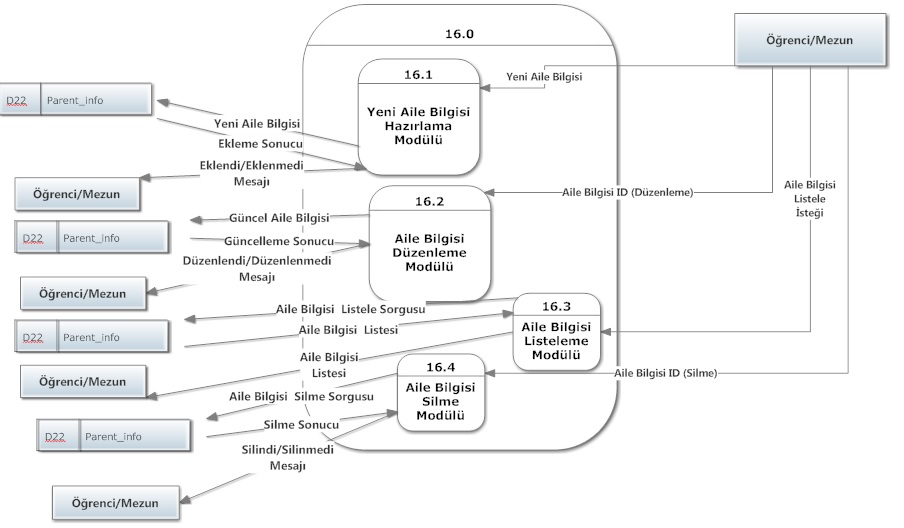 16.0
Öğrenci/Mezun
16.1
Yeni Aile Bilgisi
Hazırlama
Modülü
Yeni Aile Bilgisi
D22 Parent_info
Yeni Aile Bilgisi
Ekleme Sonucu
Eklendi/Eklenmedi
Mesajı
Öğrenci/Mezun
16.2
Aile Bilgisi
Düzenleme
Modülü
Aile Bilgisi ID (Düzenleme)
Aile Bilgisi
Listele
İsteği
D22 Parent_info
Güncel Aile Bilgisi
Güncelleme Sonucu
Düzenlendi/Düzenlenmedi
Mesajı
Öğrenci/Mezun
16.3
Aile Bilgisi
Listeleme
Modülü
Aile Bilgisi Listele Sorgusu
D22 Parent_info
Aile Bilgisi Listesi
Aile Bilgisi
Listesi
Öğrenci/Mezun
16.4
Aile Bilgisi
Silme
Modülü
Aile Bilgisi ID (Silme)
Aile Bilgisi Silme Sorgusu
D22 Parent_info
Silme Sonucu
Silindi/Silinmedi
Mesajı
Öğrenci/Mezun